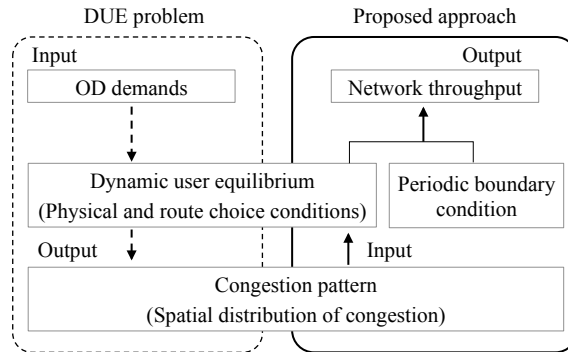 DUE problem
Proposed approach
Input
Output
OD demands
Network throughput
Dynamic user equilibrium
(Physical and route choice conditions)
Periodic boundary
condition
Output
Input
Congestion pattern
(Spatial distribution of congestion)